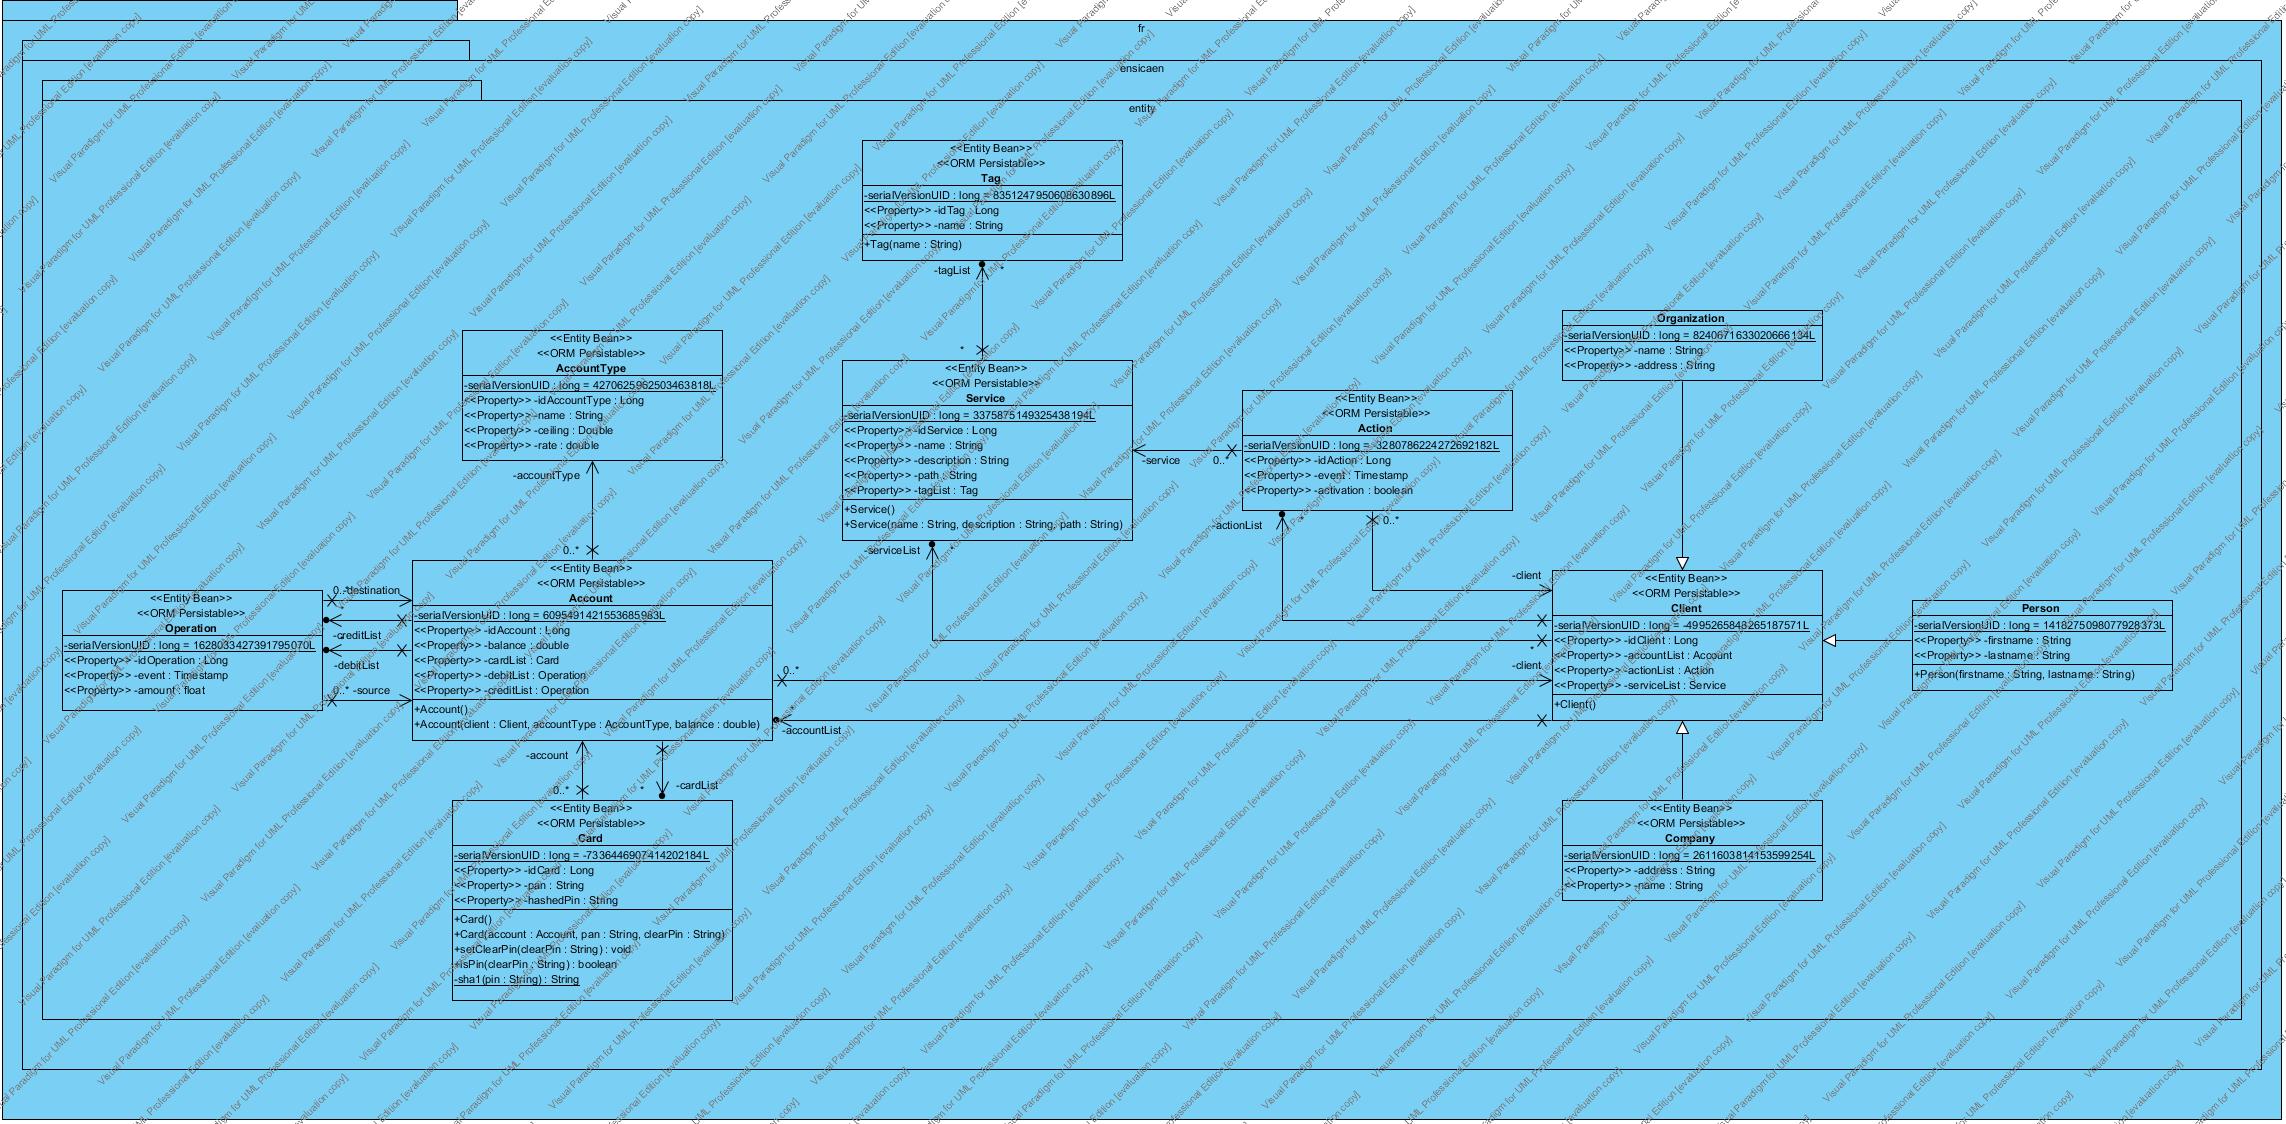 fr
ensicaen
entity
<<Entity Bean>>
<<ORM Persistable>>
Tag
-serialVersionUID : long = 8351247950608630896L
<<Property>> -idTag : Long
<<Property>> -name : String
+Tag(name : String)
-tagList
*
*
<<Entity Bean>>
<<ORM Persistable>>
AccountType
-serialVersionUID : long = 4270625962503463818L
<<Property>> -idAccountType : Long
<<Property>> -name : String
<<Property>> -ceiling : Double
<<Property>> -rate : double
-accountType
0..*
<<Entity Bean>>
<<ORM Persistable>>
Service
-serialVersionUID : long = 3375875149325438194L
<<Property>> -idService : Long
<<Property>> -name : String
<<Property>> -description : String
<<Property>> -path : String
<<Property>> -tagList : Tag
+Service()
+Service(name : String, description : String, path : String)
-serviceList
*
-service
0..*
<<Entity Bean>>
<<ORM Persistable>>
Action
-serialVersionUID : long = -3280786224272692182L
<<Property>> -idAction : Long
<<Property>> -event : Timestamp
<<Property>> -activation : boolean
-actionList
*
0..*
Organization
-serialVersionUID : long = 8240671633020666134L
<<Property>> -name : String
<<Property>> -address : String
<<Entity Bean>>
<<ORM Persistable>>
Operation
-serialVersionUID : long = 1628033427391795070L
<<Property>> -idOperation : Long
<<Property>> -event : Timestamp
<<Property>> -amount : float
0..*
-destination
*
-creditList
-debitList
0..*
-source
<<Entity Bean>>
<<ORM Persistable>>
Account
-serialVersionUID : long = 6095491421553685983L
<<Property>> -idAccount : Long
<<Property>> -balance : double
<<Property>> -cardList : Card
<<Property>> -debitList : Operation
<<Property>> -creditList : Operation
+Account()
+Account(client : Client, accountType : AccountType, balance : double)
0..*
*
-accountList
-client
*
-client
<<Entity Bean>>
<<ORM Persistable>>
Client
-serialVersionUID : long = -4995265848265187571L
<<Property>> -idClient : Long
<<Property>> -accountList : Account
<<Property>> -actionList : Action
<<Property>> -serviceList : Service
+Client()
Person
-serialVersionUID : long = 1418275098077928373L
<<Property>> -firstname : String
<<Property>> -lastname : String
+Person(firstname : String, lastname : String)
-account
0..*
*
-cardList
<<Entity Bean>>
<<ORM Persistable>>
Card
-serialVersionUID : long = -7336446907414202184L
<<Property>> -idCard : Long
<<Property>> -pan : String
<<Property>> -hashedPin : String
+Card()
+Card(account : Account, pan : String, clearPin : String)
+setClearPin(clearPin : String) : void
+isPin(clearPin : String) : boolean
-sha1(pin : String) : String
<<Entity Bean>>
<<ORM Persistable>>
Company
-serialVersionUID : long = 2611603814153599254L
<<Property>> -address : String
<<Property>> -name : String
Visual Paradigm for UML Professional Edition [evaluation copy]